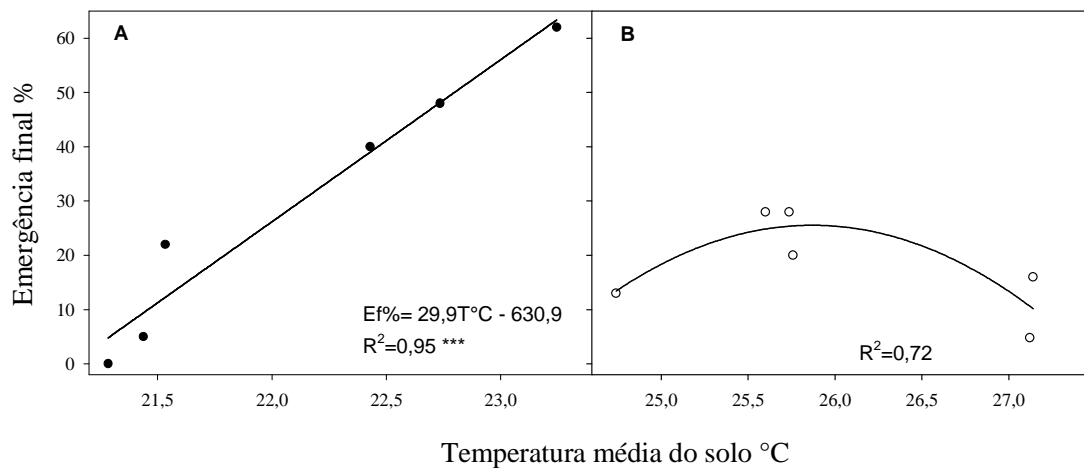 Emergência final %
60
50
40
30
20
10
0
A
Ef%= 29,9T°C - 630,9
R²=0,95 ***
21,5 22,0 22,5 23,0
B
R²=0,72
25,0 25,5 26,0 26,5 27,0
Temperatura média do solo °C